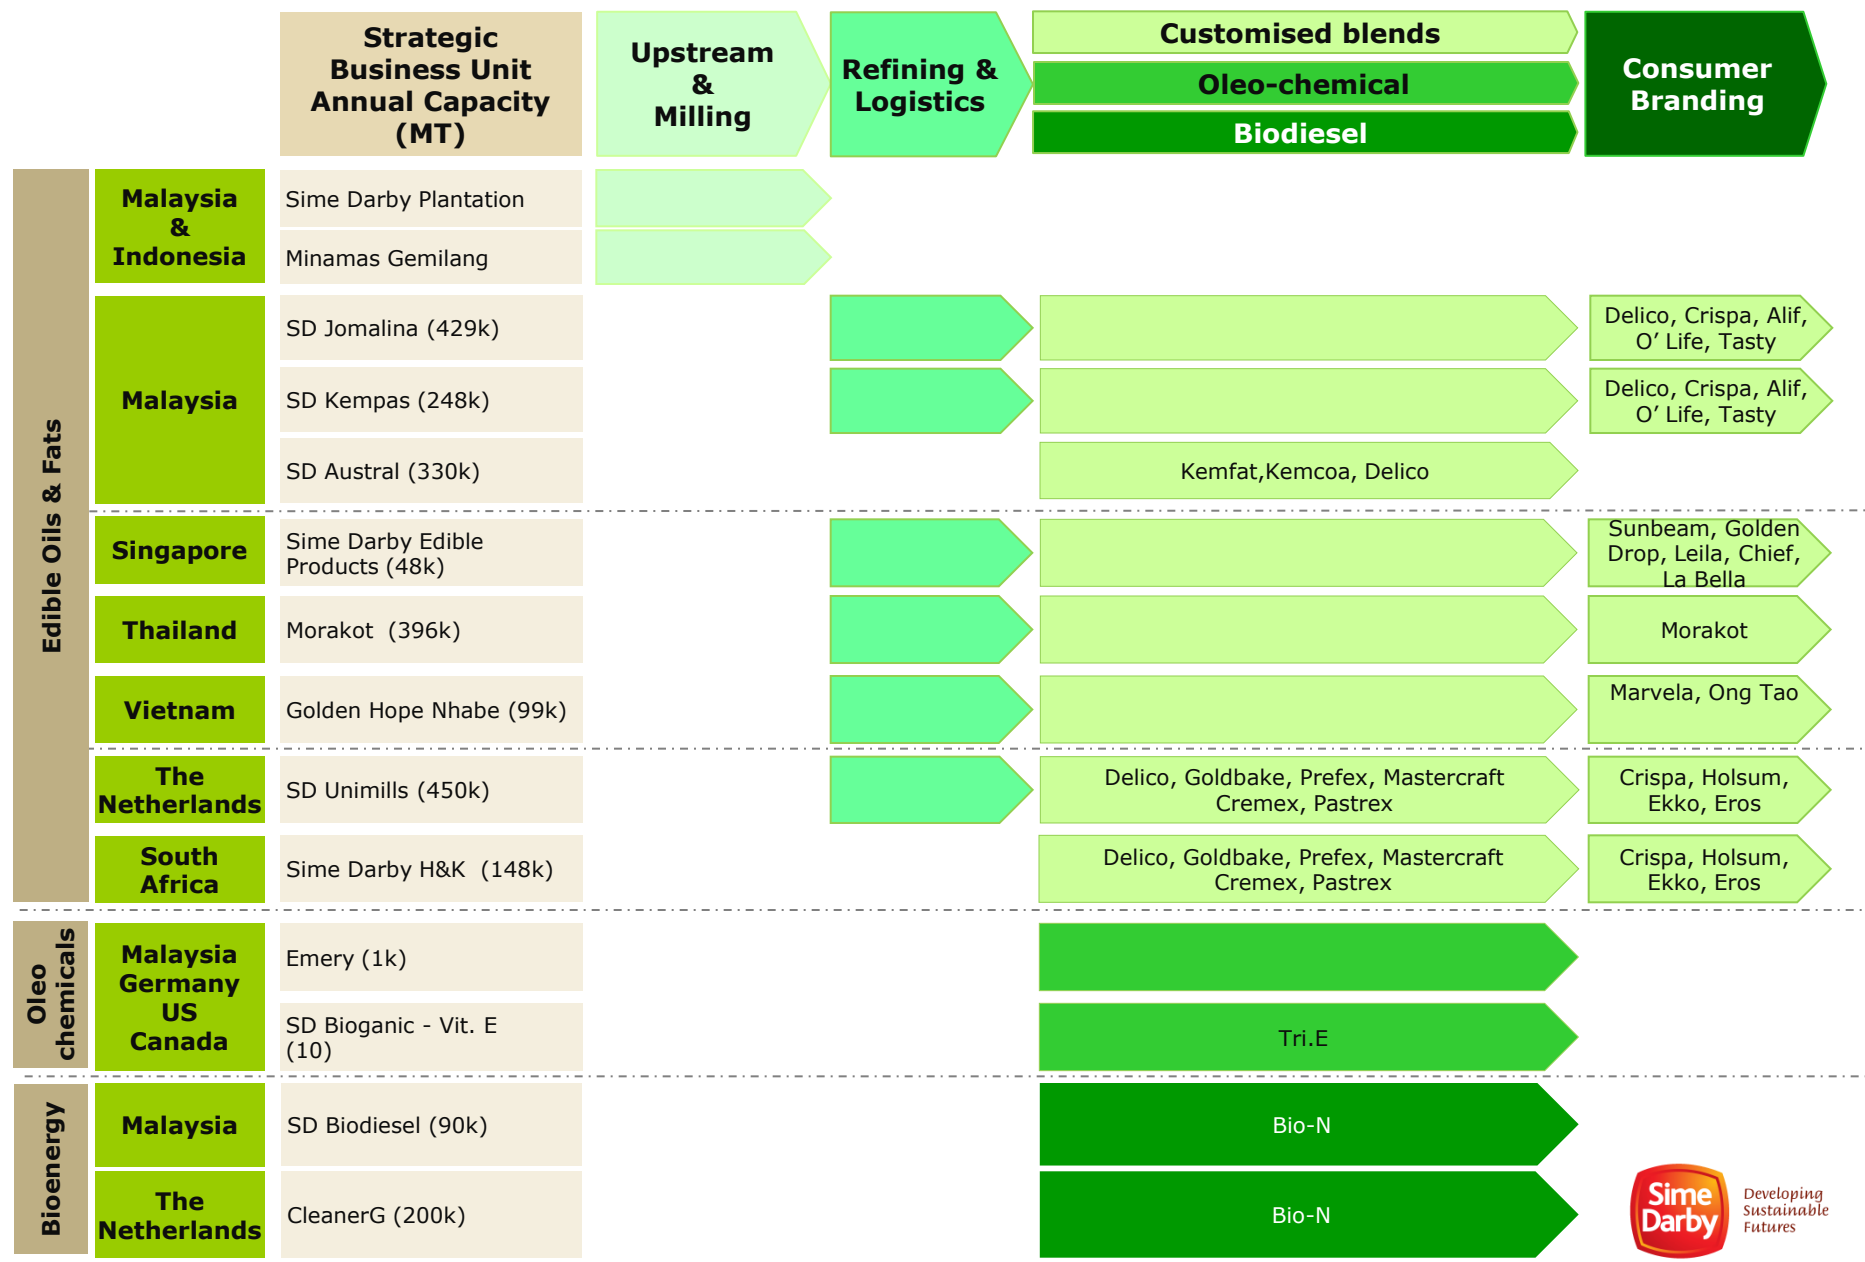 Strategic
Business Unit
Annual Capacity
(MT)
Upstream
&
Milling
Refining &
Logistics
Customised blends
Oleo-chemical
Biodiesel
Consumer
Branding
Edible Oils & Fats
Malaysia
&
Indonesia
Sime Darby Plantation
Minamas Gemilang
Malaysia
SD Jomalina (429k)
Delico, Crispa, Alif,
O’ Life, Tasty
SD Kempas (248k)
Delico, Crispa, Alif,
O’ Life, Tasty
SD Austral (330k)
Kemfat,Kemcoa, Delico
Singapore
Sime Darby Edible
Products (48k)
Sunbeam, Golden
Drop, Leila, Chief,
La Bella
Thailand
Morakot  (396k)
Morakot
Vietnam
Golden Hope Nhabe (99k)
Marvela, Ong Tao
The
Netherlands
SD Unimills (450k)
Delico, Goldbake, Prefex, Mastercraft
Cremex, Pastrex
Crispa, Holsum,
Ekko, Eros
South
Africa
Sime Darby H&K  (148k)
Delico, Goldbake, Prefex, Mastercraft
Cremex, Pastrex
Crispa, Holsum,
Ekko, Eros
Oleo
chemicals
Malaysia
Germany
US
Canada
Emery (1k)
SD Bioganic - Vit. E
(10)
Tri.E
Bioenergy
Malaysia
SD Biodiesel (90k)
Bio-N
The
Netherlands
CleanerG (200k)
Bio-N
Sime
Darby
Developing
Sustainable
Futures